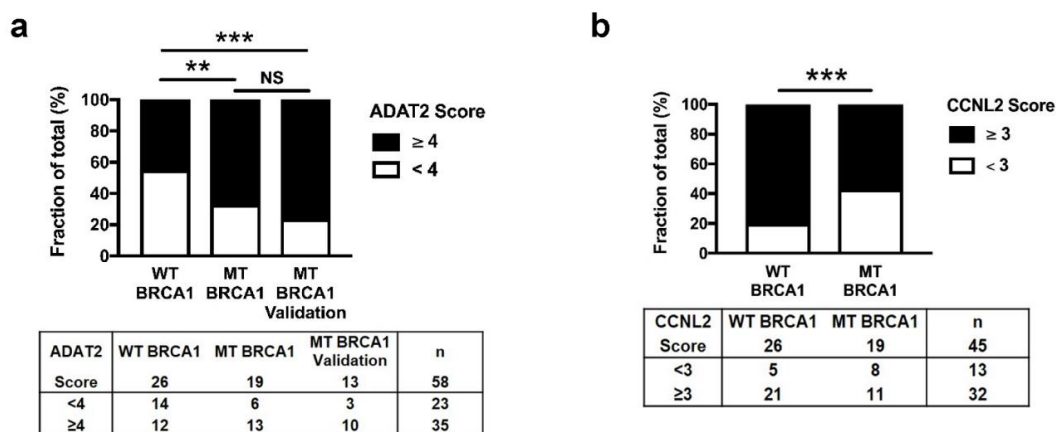 a
***
**
NS
100
80
60
40
20
0
Fraction of total (%)
ADAT2 Score
≥ 4
< 4
WT BRCA1
MT BRCA1
MT BRCA1 Validation
ADAT2 WT BRCA1 MT BRCA1 MT BRCA1 Validation n
Score 26 19 13 58
<4 14 6 3 23
≥4 12 13 10 35
b
***
100
80
60
40
20
0
Fraction of total (%)
CCNL2 Score
≥ 3
< 3
WT BRCA1
MT BRCA1
CCNL2 WT BRCA1 MT BRCA1 n
Score 26 19 45
<3 5 8 13
≥3 21 11 32